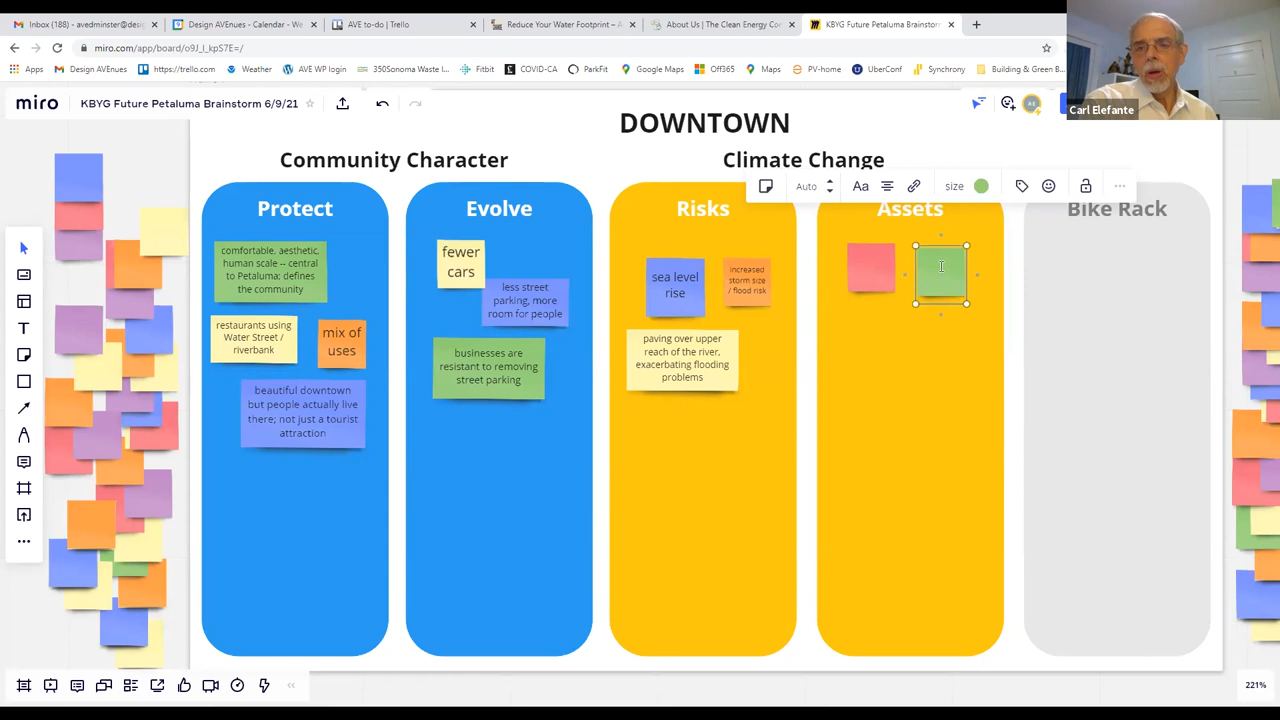 Inbox (188) - avedminster@desig
Design AVEnues - Calendar - We
AVE to-do | Trello
Reduce Your Water Footprint – A
About Us | The Clean Energy Co
KBYG Future Petaluma Brainstorm
miro.com/app/board/o9J_l_kpS7E=/
Apps
Design AVEnues
https://trello.com
Weather
AVE WP login
350Sonoma Waste I...
Fitbit
COVID-CA
ParkFit
Google Maps
Off365
Maps
PV-home
UberConf
Synchrony
Building & Green B...
Carl Elefante
miro
KBYG Future Petaluma Brainstorm 6/9/21
AE
DOWNTOWN
Community Character
Climate Change
Auto
Aa
size
Protect
Evolve
Risks
Assets
Bike Rack
comfortable, aesthetic,
human scale -- central
to Petaluma; defines
the community
restaurants using
Water Street /
riverbank
mix of
uses
beautiful downtown
but people actually live
there; not just a tourist
attraction
fewer
cars
less street
parking, more
room for people
businesses are
resistant to removing
street parking
sea level
rise
increased
storm size
/ flood risk
paving over upper
reach of the river,
exacerbating flooding
problems
221%